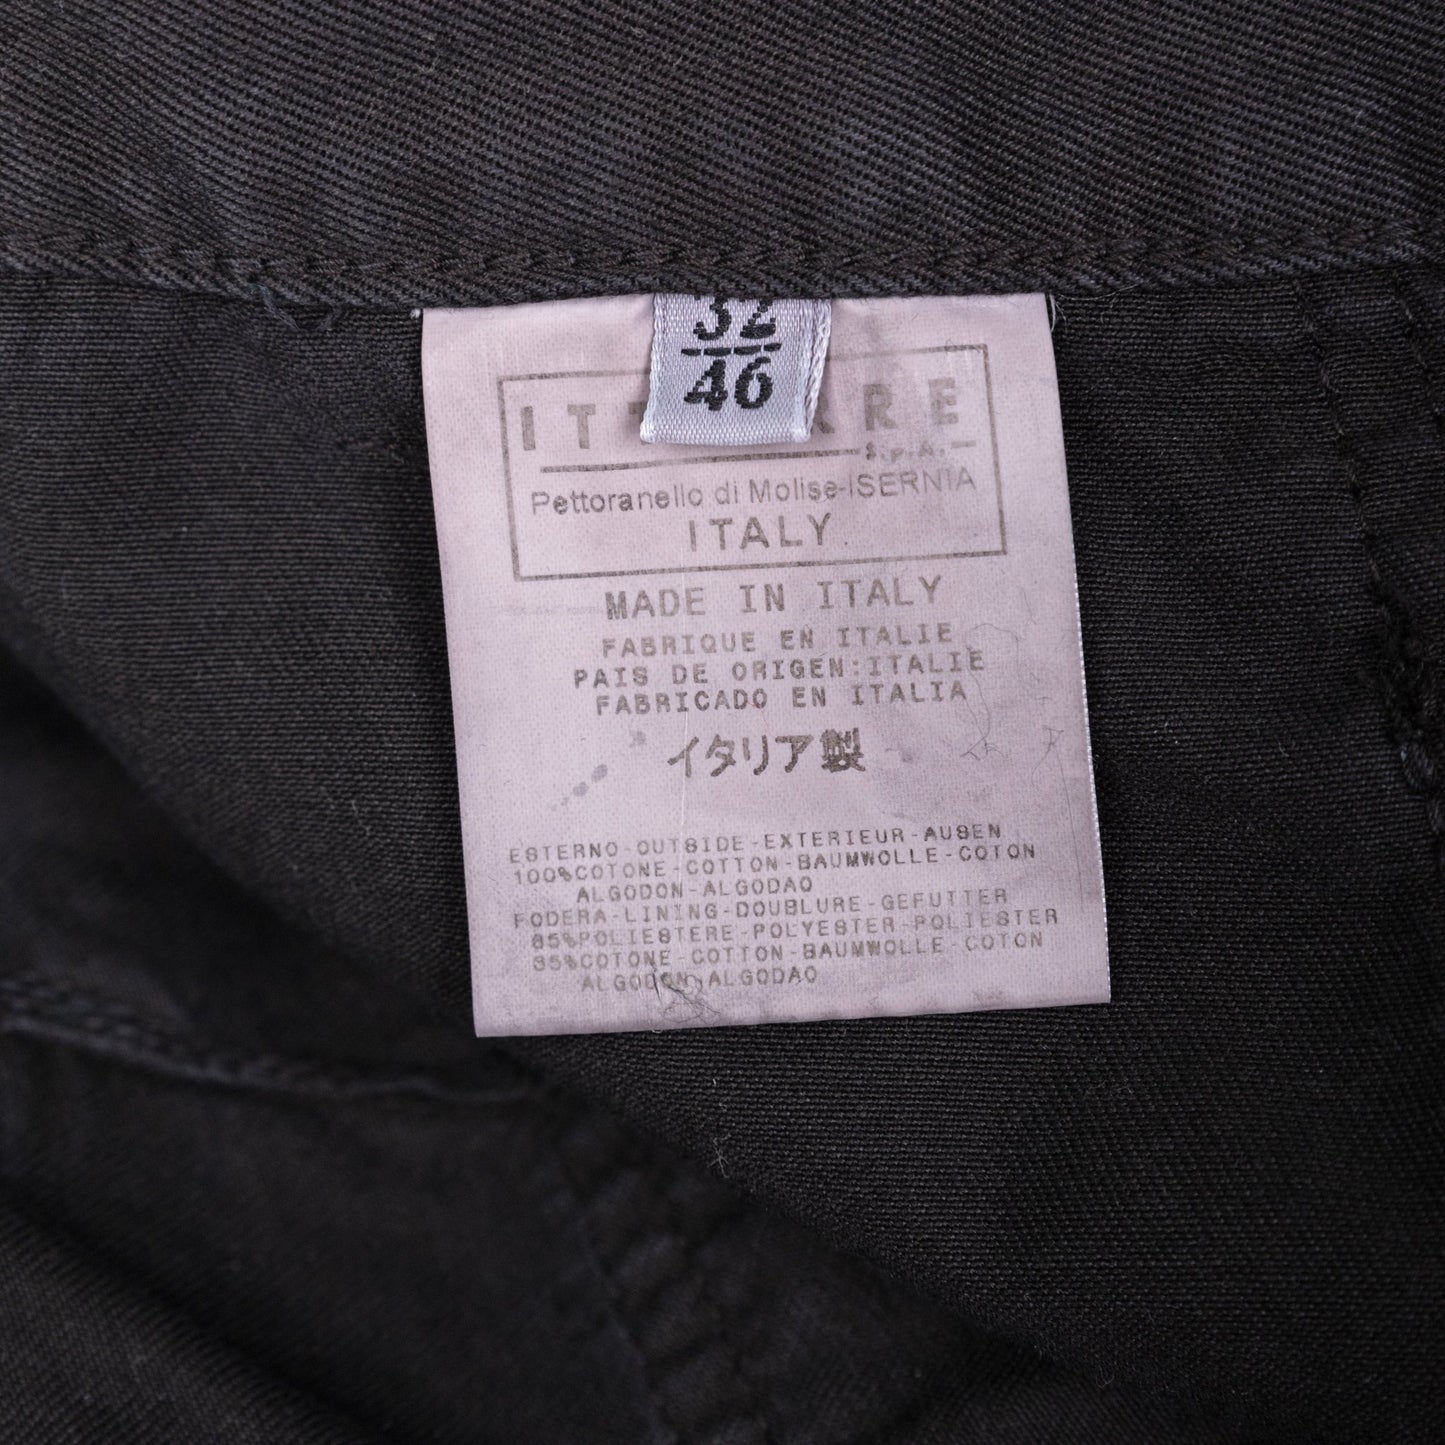 32
46
ITT RE
S.p.A.
Pettoranello di Molise-ISERNIA
ITALY
MADE IN ITALY
FABRIQUE EN ITALIE
PAIS DE ORIGEN:ITALIE
FABRICADO EN ITALIA
イタリア製
ESTERNO-OUTSIDE-EXTERIEUR-AUSEN
100%COTONE-COTTON-BAUMWOLLE-COTON
ALGODON-ALGODAO
FODERA-LINING-DOUBLURE-GEFUTTER
65%POLIESTERE-POLYESTER-POLIESTER
35%COTONE-COTTON-BAUMWOLLE-COTON
ALGODON-ALGODAO